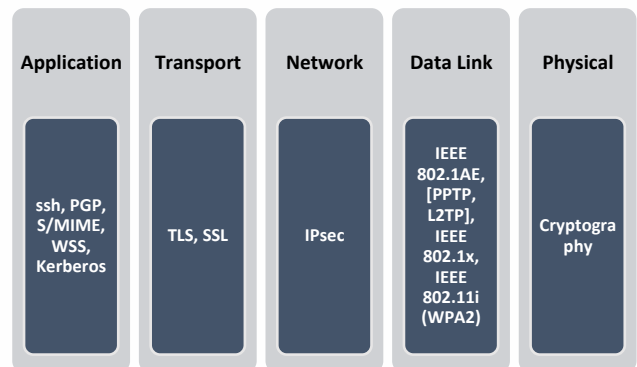 Application
ssh, PGP,
S/MIME,
WSS,
Kerberos
Transport
TLS, SSL
Network
IPsec
Data Link
IEEE
802.1AE,
[PPTP,
L2TP],
IEEE
802.1x,
IEEE
802.11i
(WPA2)
Physical
Cryptogra
phy